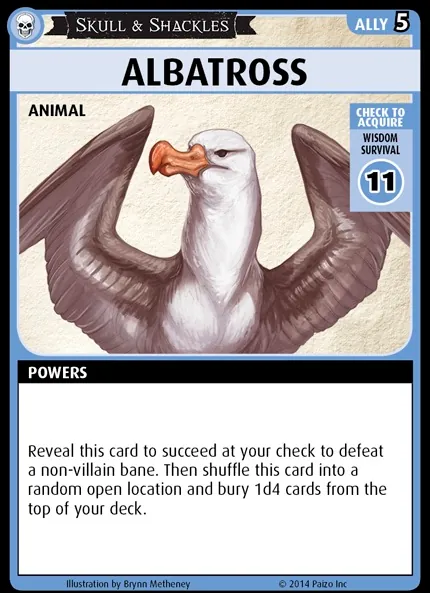 SKULL & SHACKLES
ALLY 5
ALBATROSS
ANIMAL
CHECK TO
ACQUIRE
WISDOM
SURVIVAL
11
POWERS
Reveal this card to succeed at your check to defeat
a non-villain bane. Then shuffle this card into a
random open location and bury 1d4 cards from the
top of your deck.
Illustration by Brynn Metheney
© 2014 Paizo Inc